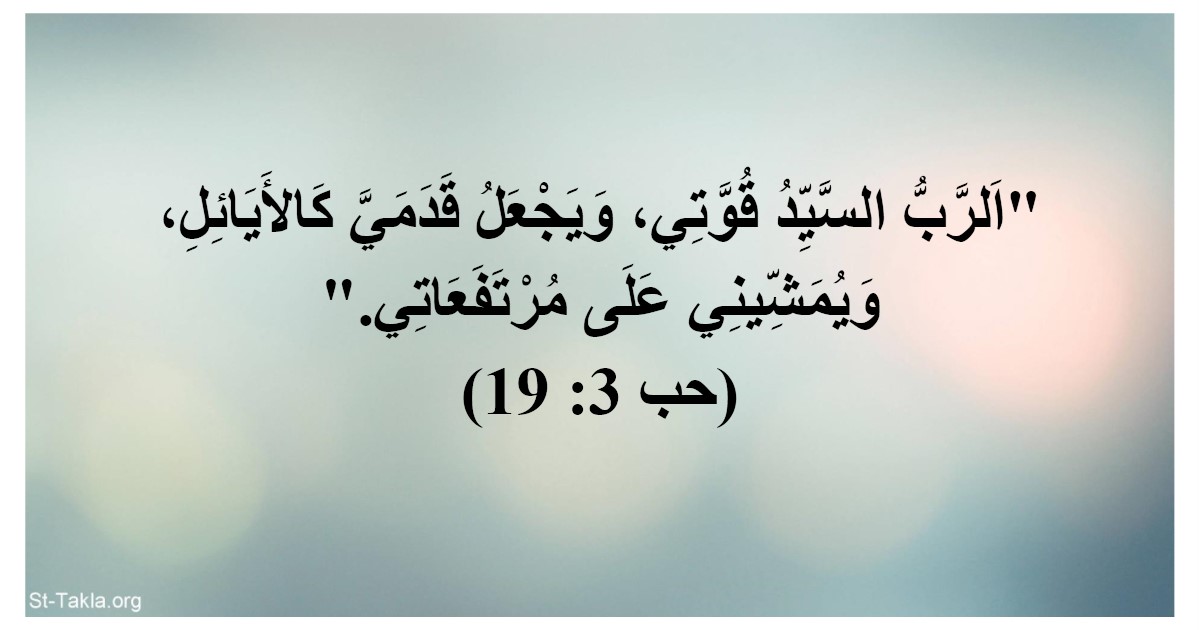 "اَلرَّبُّ السَّيِّدُ قُوَّتِي، وَيَجْعَلُ قَدَمَيَّ كَالأَيَائِلِ،
وَيُمَشِّينِي عَلَى مُرْتَفَعَاتِي."
(حب 3: 19)
St-Takla.org